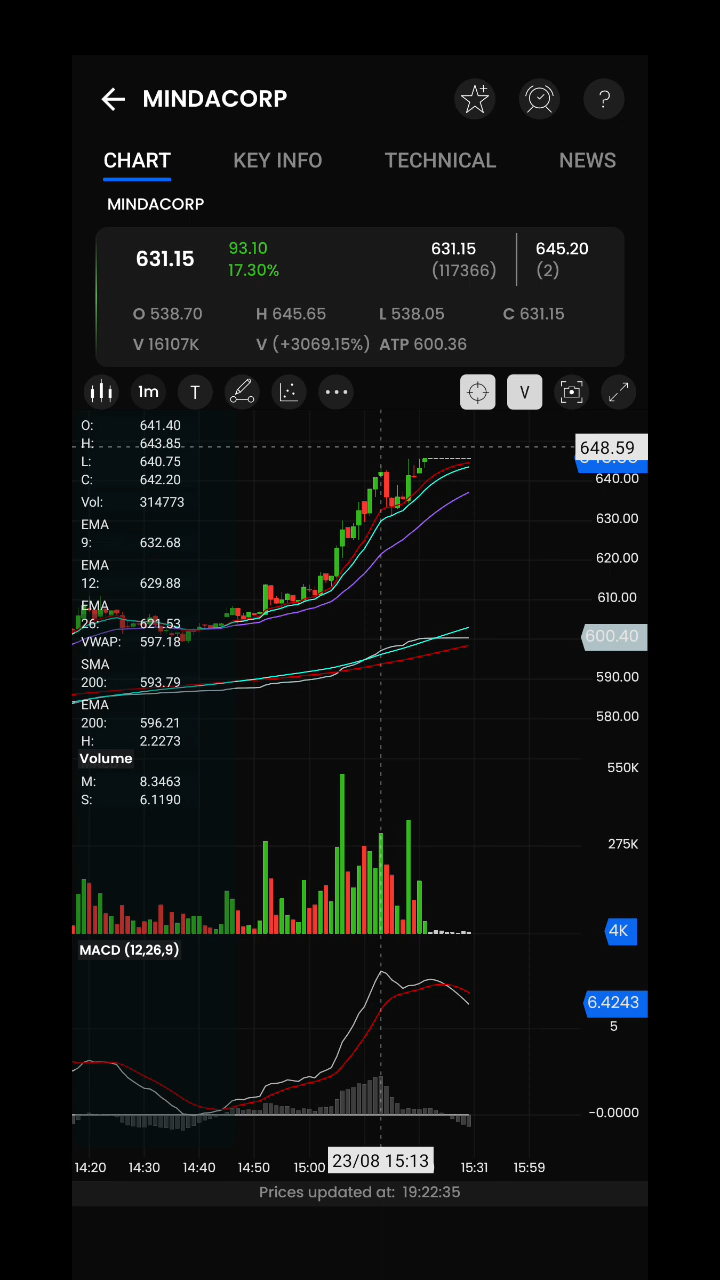 MINDACORP
?
CHART KEY INFO TECHNICAL NEWS
MINDACORP
631.15 93.10 631.15 645.20
17.30% (117366) (2)
O 538.70 H 645.65 L 538.05 C 631.15
V 16107K V (+3069.15%) ATP 600.36
1m T V
O: 641.40
H: 643.85
L: 640.75
C: 642.20
Vol: 314773
EMA
9: 632.68
EMA
12: 629.88
EMA
26: 621.53
VWAP: 597.18
SMA
200: 593.79
EMA
200: 596.21
H: 2.2273
Volume
M: 8.3463
S: 6.1190
648.59
640.00
630.00
620.00
610.00
600.40
590.00
580.00
550K
275K
4K
MACD (12,26,9)
6.4243
5
-0.0000
14:20 14:30 14:40 14:50 15:00 23/08 15:13 15:31 15:59
Prices updated at: 19:22:35